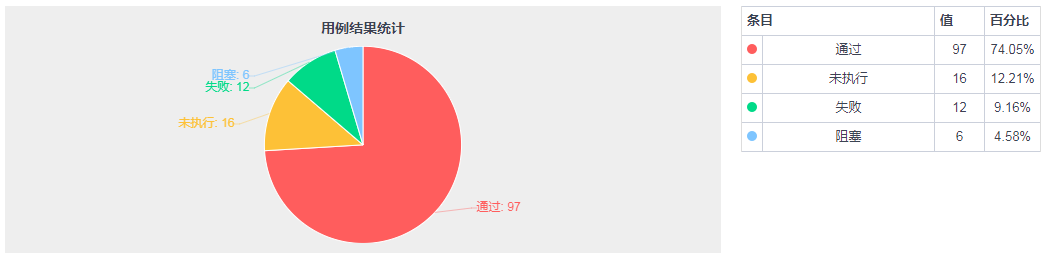 用例结果统计
阻塞: 6
失败: 12
未执行: 16
通过: 97
条目 值 百分比
通过 97 74.05%
未执行 16 12.21%
失败 12 9.16%
阻塞 6 4.58%